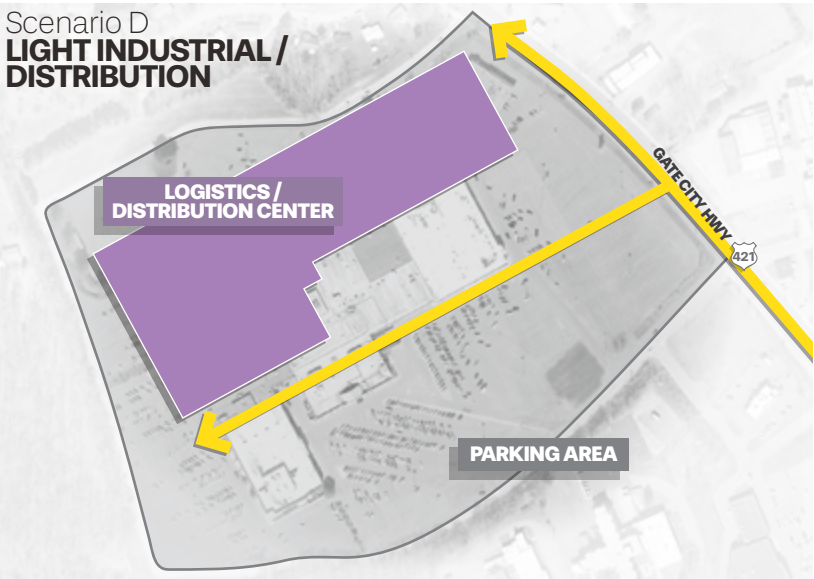 Scenario D
LIGHT INDUSTRIAL /
DISTRIBUTION
LOGISTICS /
DISTRIBUTION CENTER
GATE CITY HWY
421
PARKING AREA